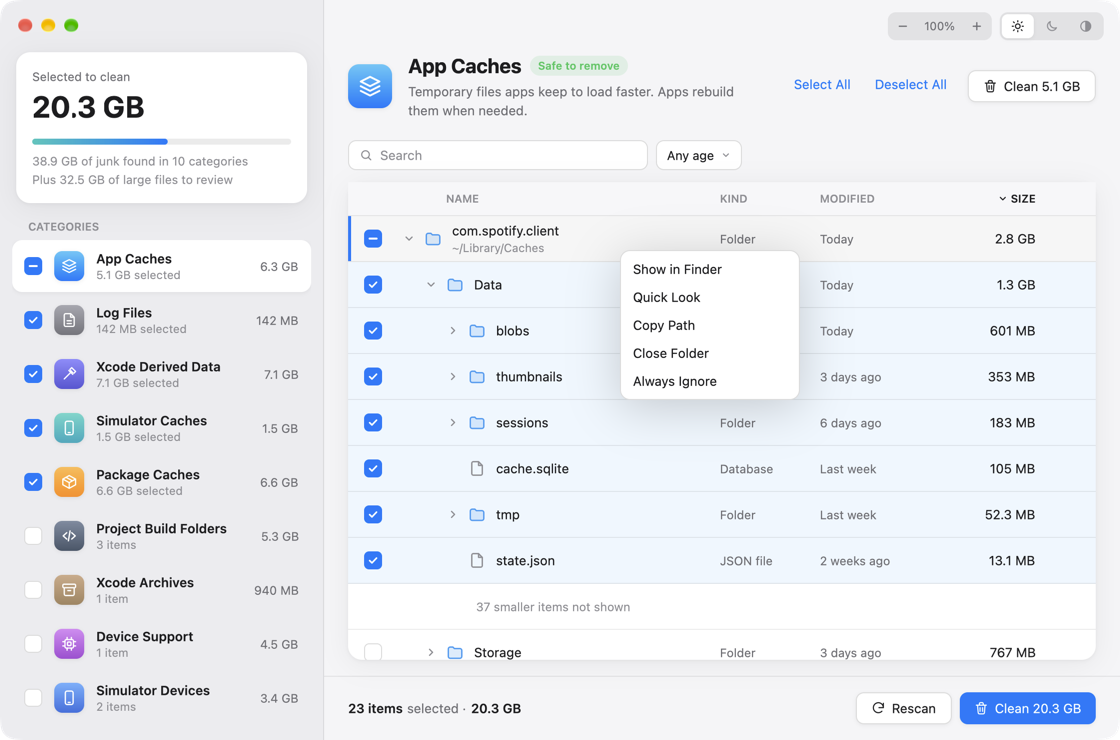 Selected to clean
20.3 GB
38.9 GB of junk found in 10 categories
Plus 32.5 GB of large files to review
CATEGORIES
App Caches
5.1 GB selected
6.3 GB
Log Files
142 MB selected
142 MB
Xcode Derived Data
7.1 GB selected
7.1 GB
Simulator Caches
1.5 GB selected
1.5 GB
Package Caches
6.6 GB selected
6.6 GB
Project Build Folders
3 items
5.3 GB
Xcode Archives
1 item
940 MB
Device Support
1 item
4.5 GB
Simulator Devices
2 items
3.4 GB
− 100% +
App Caches Safe to remove
Temporary files apps keep to load faster. Apps rebuild
them when needed.
Select All Deselect All Clean 5.1 GB
Search Any age
NAME KIND MODIFIED SIZE
com.spotify.client
~/Library/Caches
Folder Today 2.8 GB
Data Today 1.3 GB
blobs Today 601 MB
thumbnails 3 days ago 353 MB
sessions Folder 6 days ago 183 MB
cache.sqlite Database Last week 105 MB
tmp Folder Last week 52.3 MB
state.json JSON file 2 weeks ago 13.1 MB
37 smaller items not shown
Storage Folder 3 days ago 767 MB
Show in Finder
Quick Look
Copy Path
Close Folder
Always Ignore
23 items selected · 20.3 GB
Rescan Clean 20.3 GB